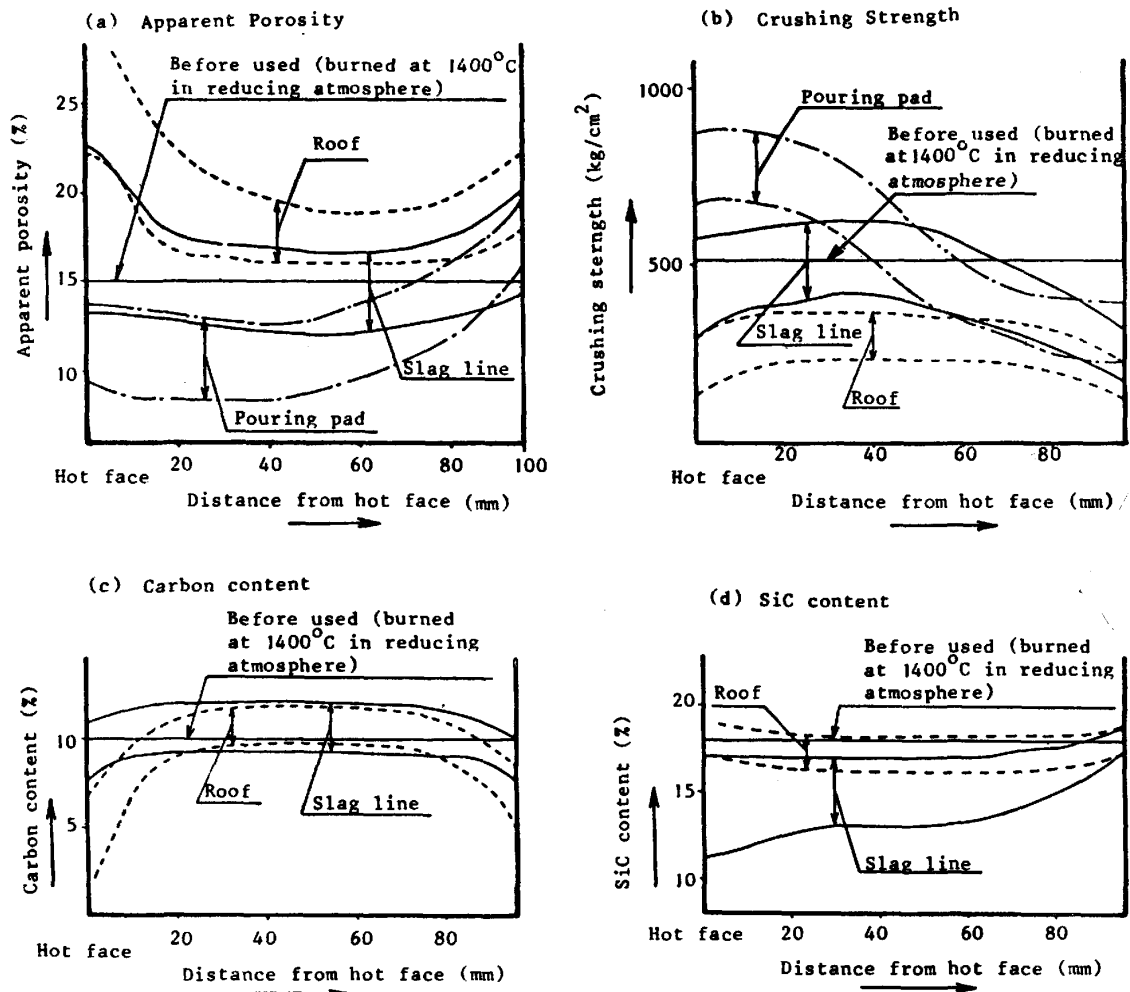 (a) Apparent Porosity
Before used (burned at 1400°C
in reducing atmosphere)
Roof
Slag line
Pouring pad
Apparent porosity (%)
25
20
15
10
20
40
60
80
100
Hot face
Distance from hot face (mm)
(b) Crushing Strength
Pouring pad
Before used (burned
at1400°C in reducing
atmosphere)
Slag line
Roof
Crushing sterngth (kg/cm²)
1000
500
20
40
60
80
Hot face
Distance from hot face (mm)
(c) Carbon content
Before used (burned
at 1400°C in reducing
atmosphere)
Roof
Slag line
Carbon content (%)
10
5
20
40
60
80
Hot face
Distance from hot face (mm)
(d) SiC content
Before used (burned
at 1400°C in reducing
atmosphere)
Roof
Slag line
SiC content (%)
20
15
10
20
40
60
80
Hot face
Distance from hot face (mm)